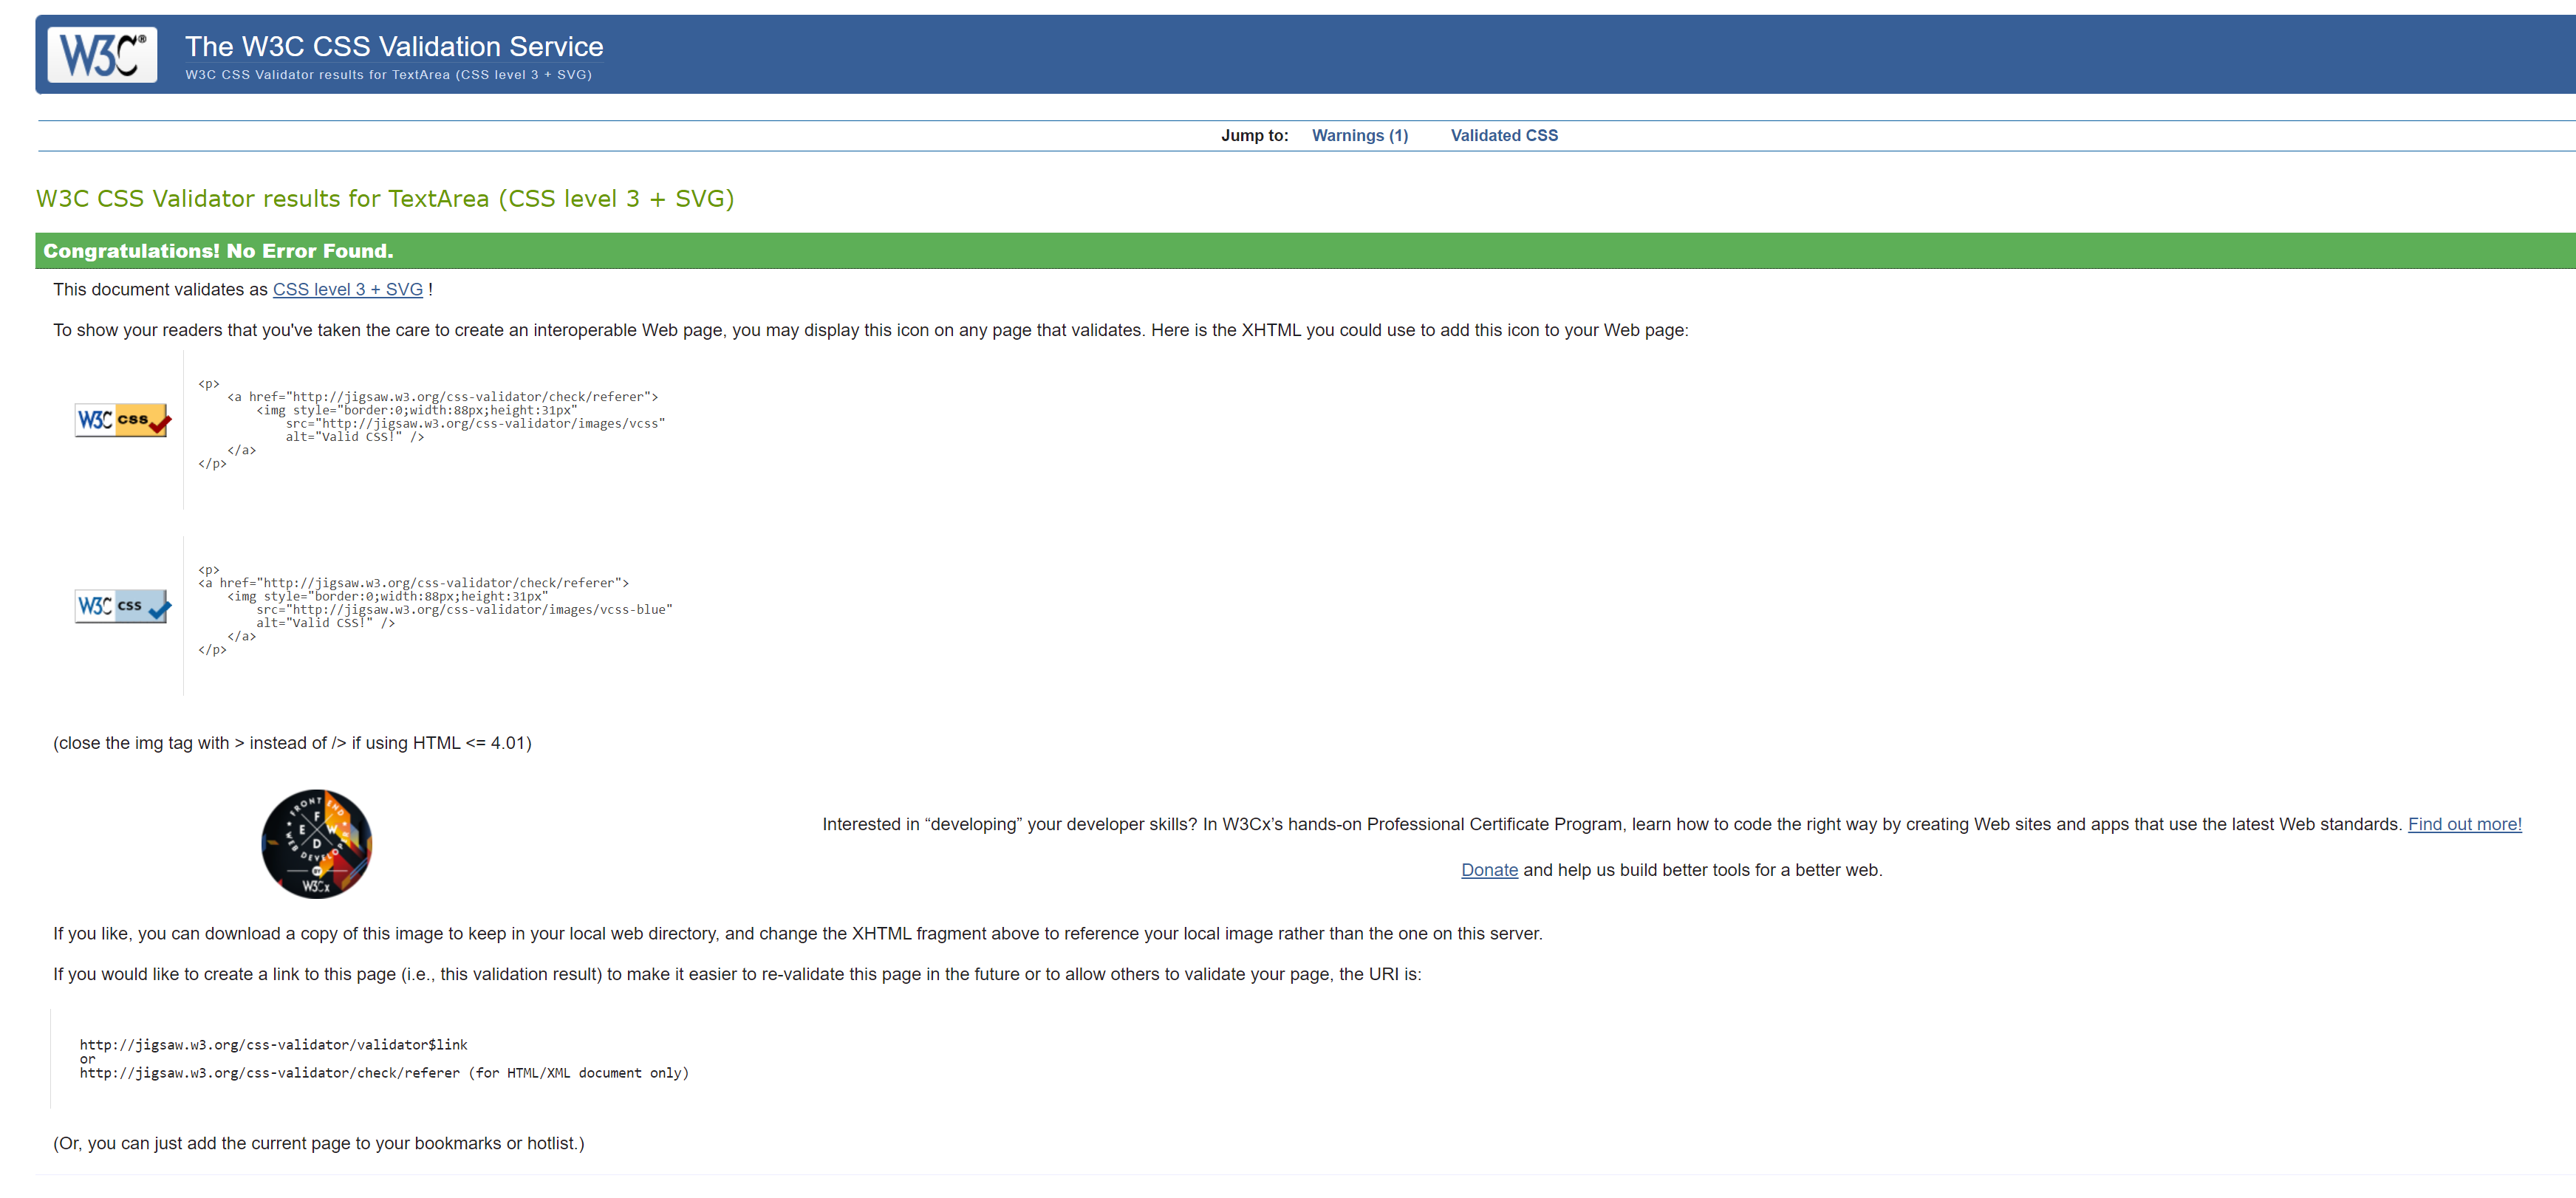 W3C®
The W3C CSS Validation Service
W3C CSS Validator results for TextArea (CSS level 3 + SVG)
Jump to: Warnings (1) Validated CSS
W3C CSS Validator results for TextArea (CSS level 3 + SVG)
Congratulations! No Error Found.
This document validates as CSS level 3 + SVG !
To show your readers that you've taken the care to create an interoperable Web page, you may display this icon on any page that validates. Here is the XHTML you could use to add this icon to your Web page:
W3C css
<p>
<a href="http://jigsaw.w3.org/css-validator/check/referer">
<img style="border:0;width:88px;height:31px"
src="http://jigsaw.w3.org/css-validator/images/vcss"
alt="Valid CSS!" />
</a>
</p>
W3C css
<p>
<a href="http://jigsaw.w3.org/css-validator/check/referer">
<img style="border:0;width:88px;height:31px"
src="http://jigsaw.w3.org/css-validator/images/vcss-blue"
alt="Valid CSS!" />
</a>
</p>
(close the img tag with > instead of /> if using HTML <= 4.01)
FRONT END
WEB DEVELOPER
F E W D
BY
W3Cx
Interested in “developing” your developer skills? In W3Cx’s hands-on Professional Certificate Program, learn how to code the right way by creating Web sites and apps that use the latest Web standards. Find out more!
Donate and help us build better tools for a better web.
If you like, you can download a copy of this image to keep in your local web directory, and change the XHTML fragment above to reference your local image rather than the one on this server.
If you would like to create a link to this page (i.e., this validation result) to make it easier to re-validate this page in the future or to allow others to validate your page, the URI is:
http://jigsaw.w3.org/css-validator/validator$link
or
http://jigsaw.w3.org/css-validator/check/referer (for HTML/XML document only)
(Or, you can just add the current page to your bookmarks or hotlist.)